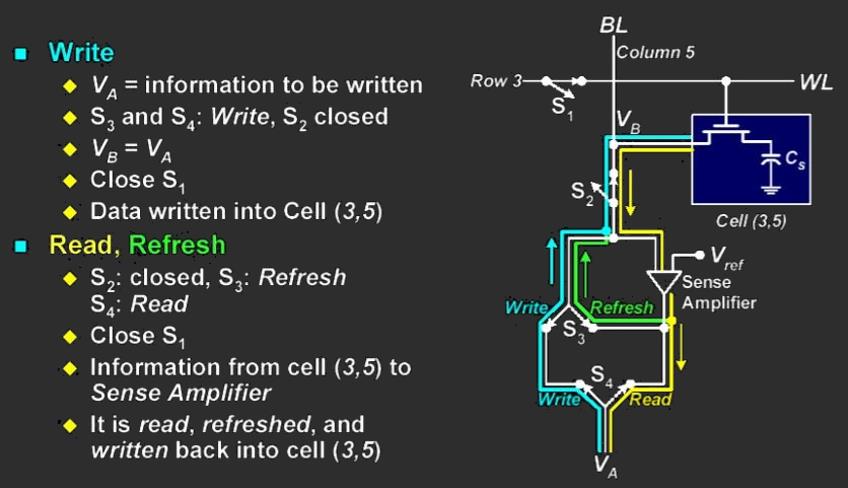 Write
V_A = information to be written
S_3 and S_4: Write, S_2 closed
V_B = V_A
Close S_1
Data written into Cell (3,5)
Read, Refresh
S_2: closed, S_3: Refresh
S_4: Read
Close S_1
Information from cell (3,5) to
Sense Amplifier
It is read, refreshed, and
written back into cell (3,5)
BL
Column 5
Row 3
WL
S_1
V_B
C_s
S_2
Cell (3,5)
V_ref
Sense
Amplifier
Write
Refresh
S_3
S_4
Write
Read
V_A